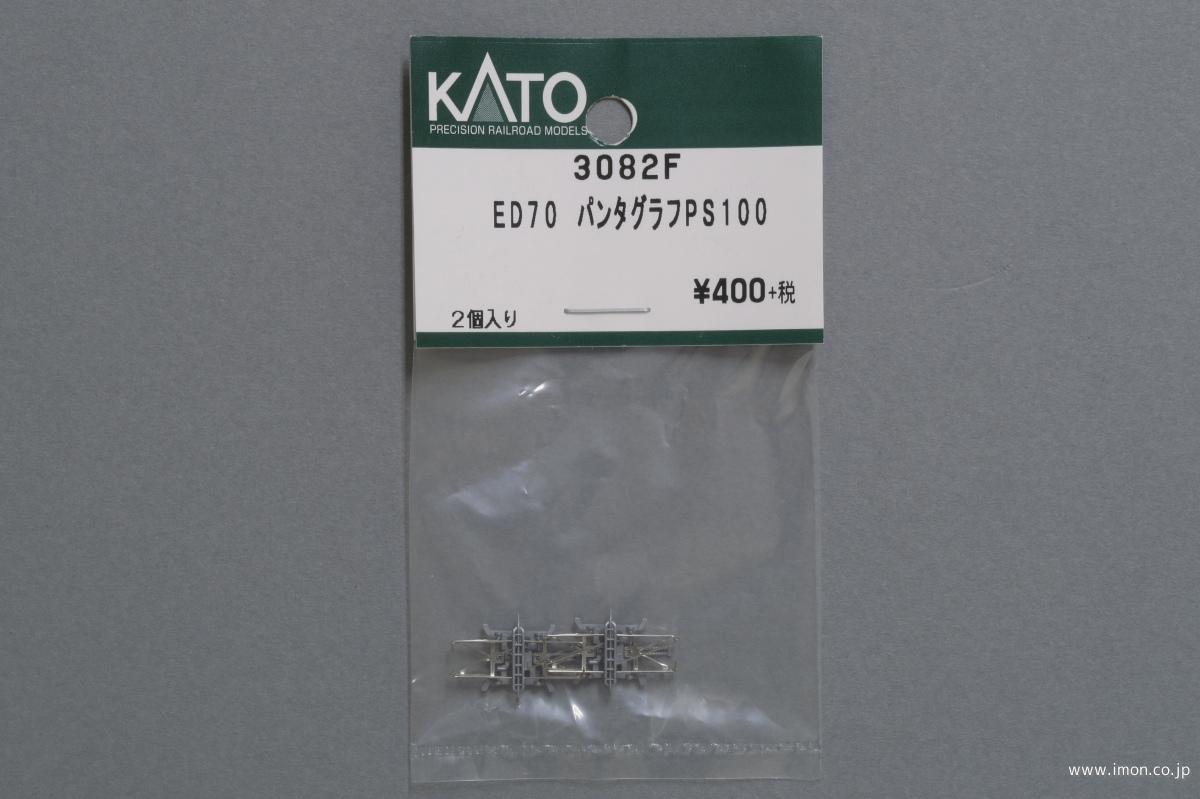 KATO
PRECISION RAILROAD MODELS
3082F
ED70 パンタグラフPS100
¥400+税
2個入り
www.imon.co.jp